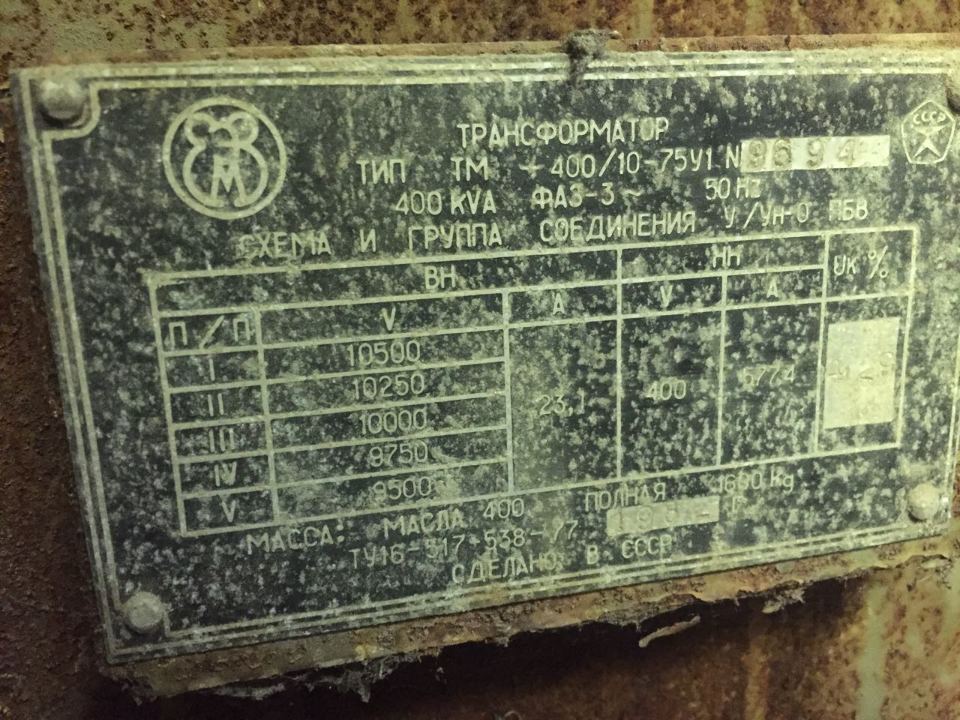 СССР
М
ТРАНСФОРМАТОР
ТИП ТМ - 400/10-75У1 N
400 KVA ФАЗ-3 ~ 50 Hz
СХЕМА И ГРУППА СОЕДИНЕНИЯ У/Ун-0 ПБВ
ВН НН Uк %
П/П V A V A
I 10500
II 10250
III 10000 23,1 400 577,4
IV 9750
V 9500
МАССА: МАСЛА 400 ПОЛНАЯ kg
ТУ16-517-538-77 Г
СДЕЛАНО В СССР